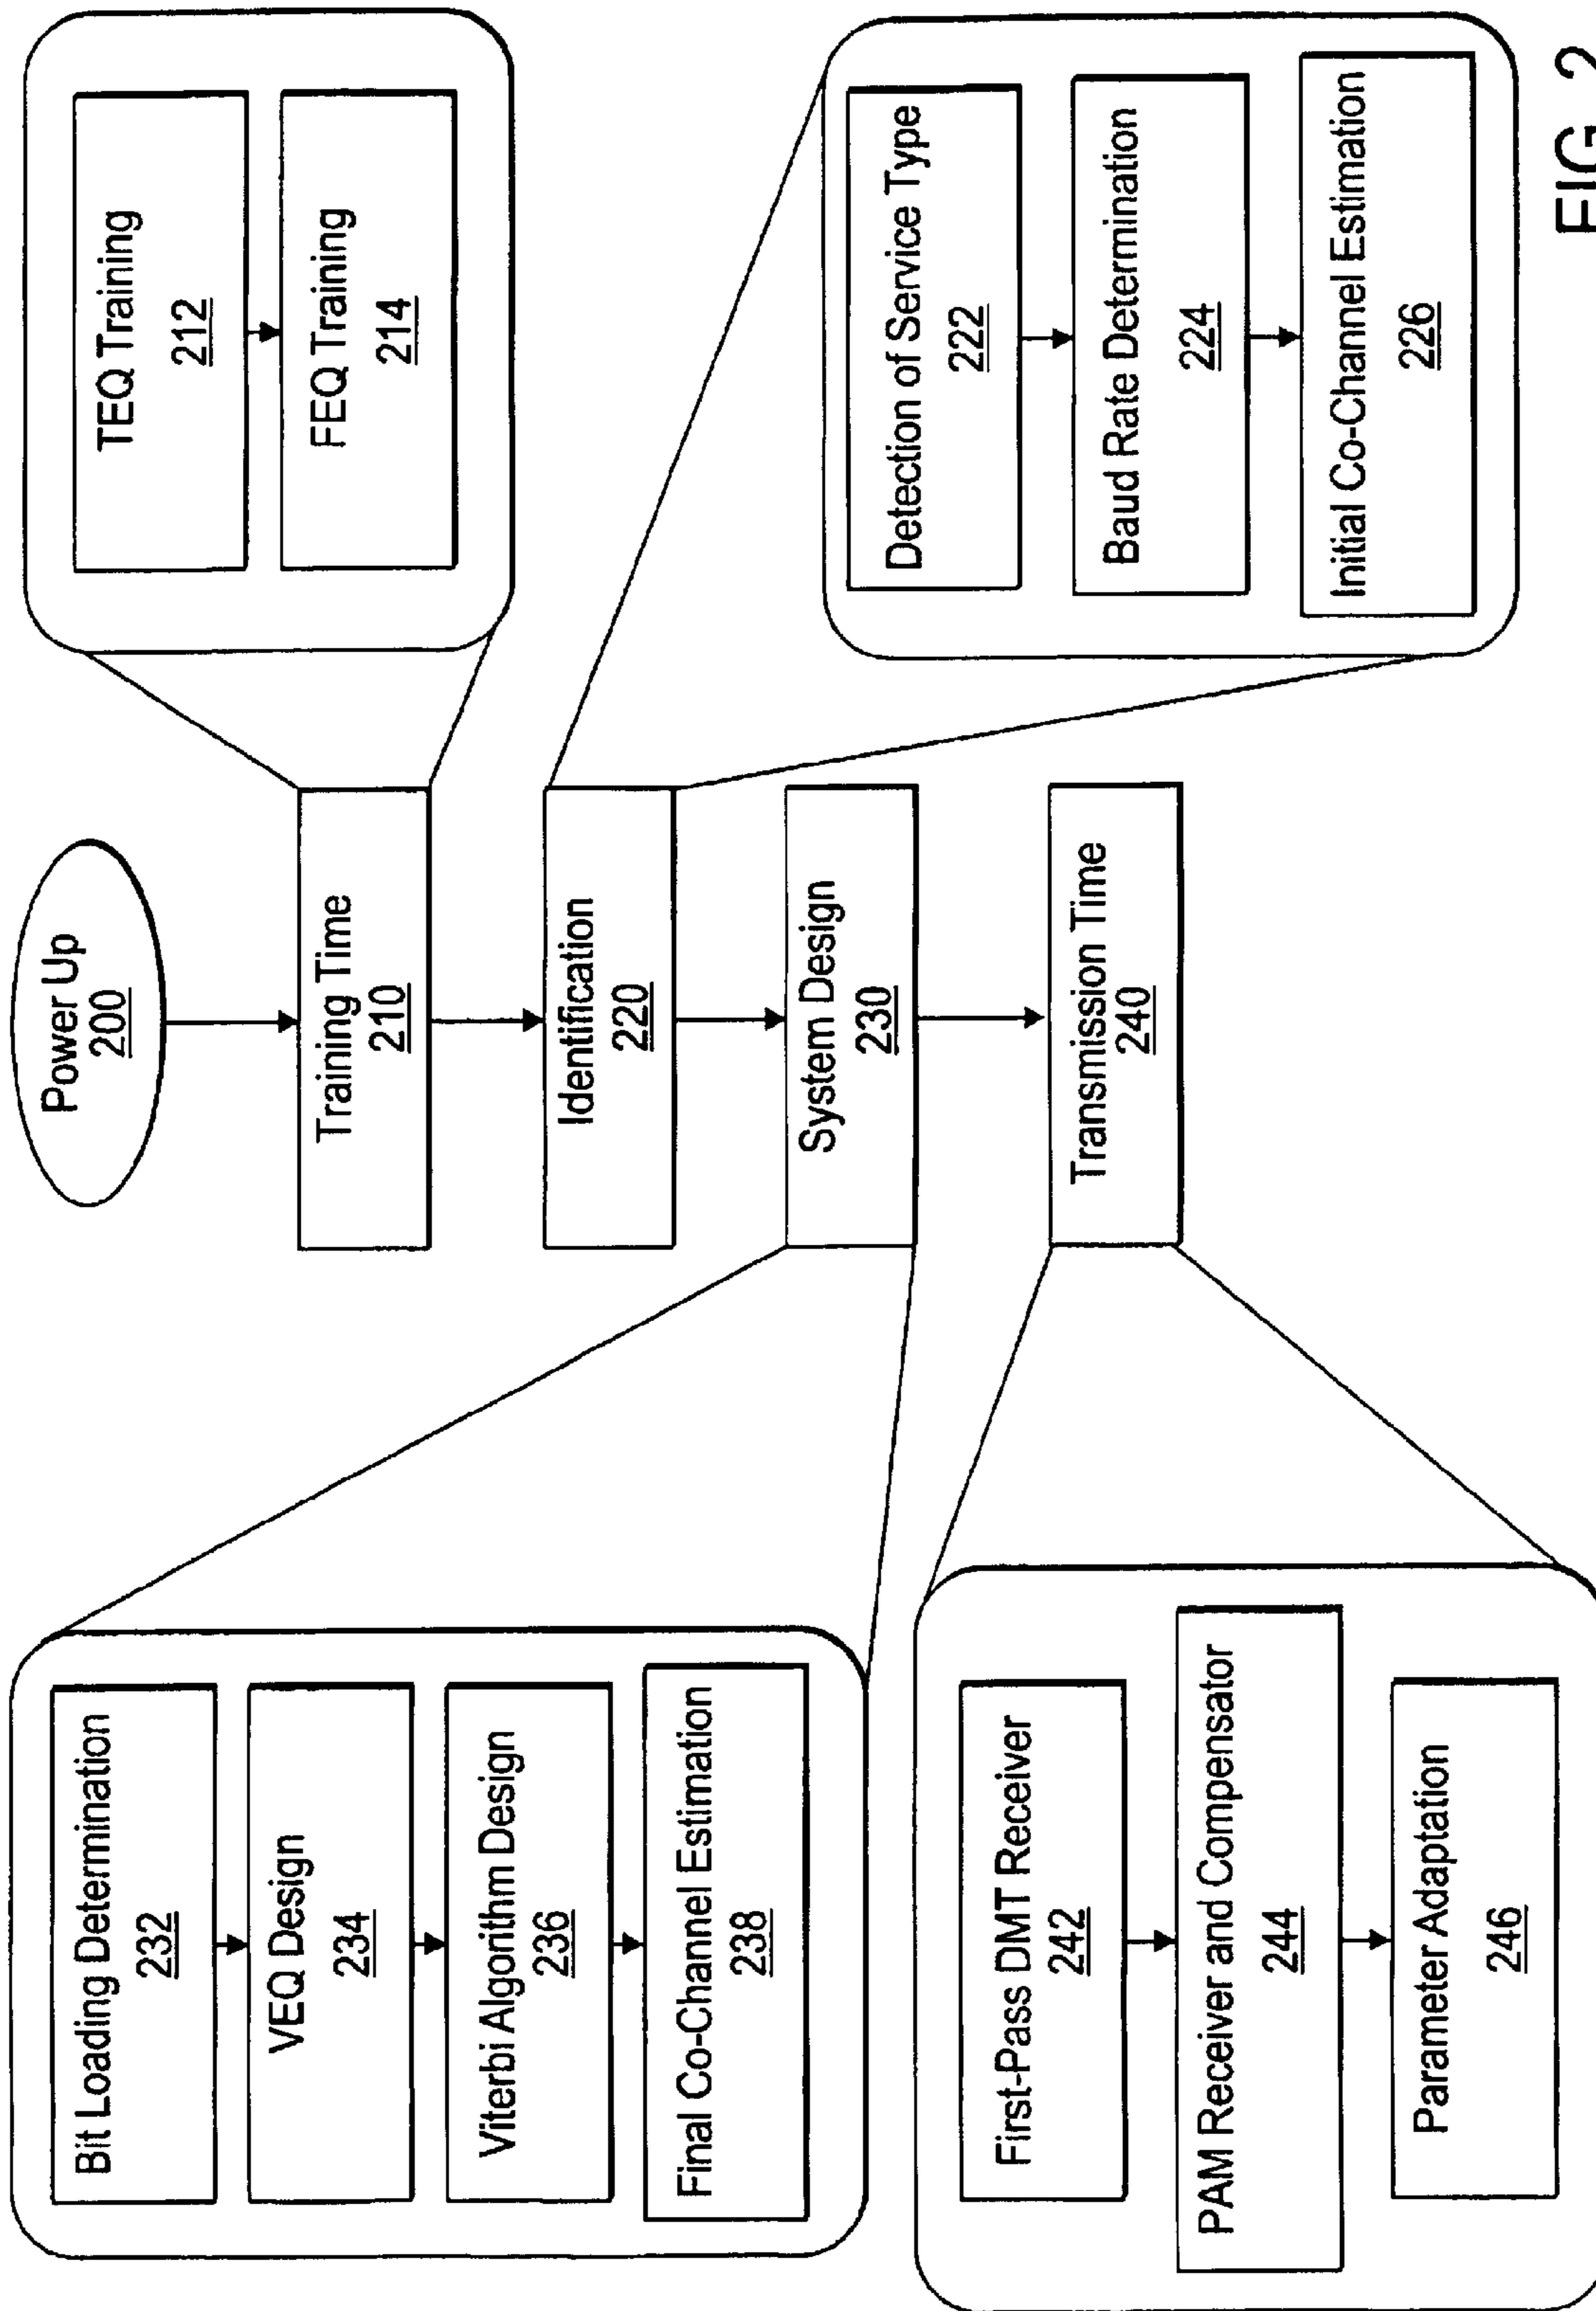 Power Up
200
Training Time
210
Identification
220
System Design
230
Transmission Time
240
TEQ Training
212
FEQ Training
214
Detection of Service Type
222
Baud Rate Determination
224
Initial Co-Channel Estimation
226
Bit Loading Determination
232
VEQ Design
234
Viterbi Algorithm Design
236
Final Co-Channel Estimation
238
First-Pass DMT Receiver
242
PAM Receiver and Compensator
244
Parameter Adaptation
246
FIG. 2